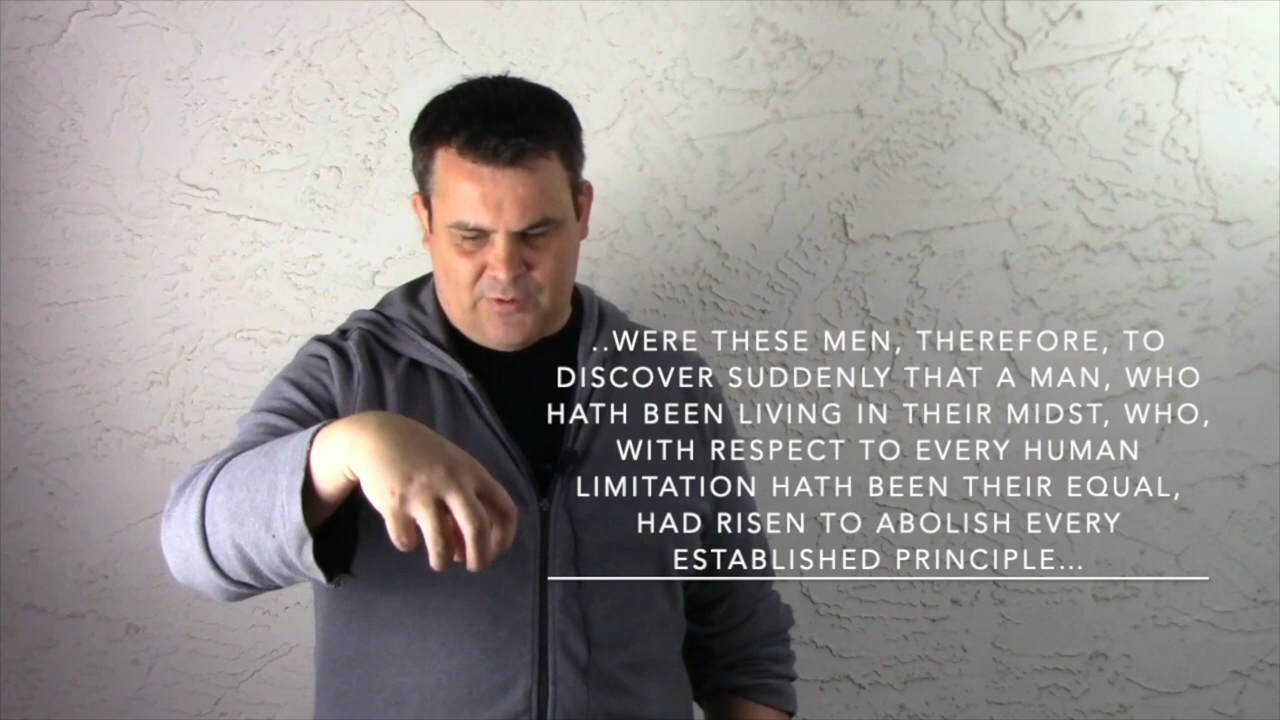 ..WERE THESE MEN, THEREFORE, TO
DISCOVER SUDDENLY THAT A MAN, WHO
HATH BEEN LIVING IN THEIR MIDST, WHO,
WITH RESPECT TO EVERY HUMAN
LIMITATION HATH BEEN THEIR EQUAL,
HAD RISEN TO ABOLISH EVERY
ESTABLISHED PRINCIPLE...